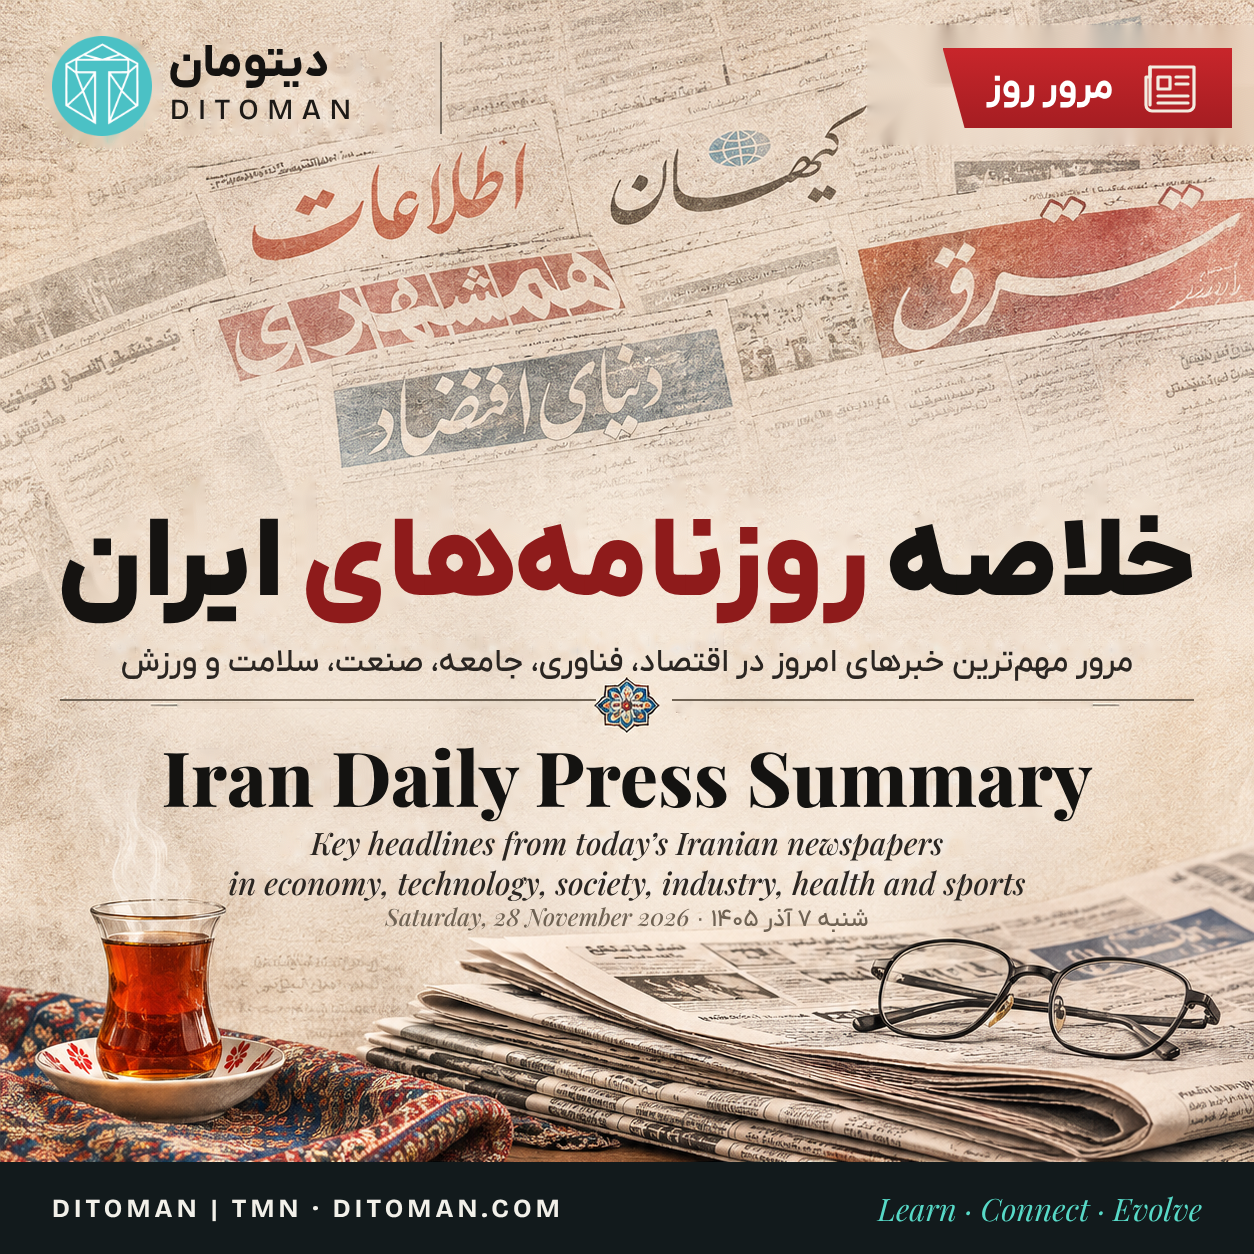 دیتومان
DITOMAN
مرور روز
اطلاعات
کیهان
شرق
همشهری
دنیای اقتصاد
خلاصه روزنامه‌های ایران
مرور مهم‌ترین خبرهای امروز در اقتصاد، فناوری، جامعه، صنعت، سلامت و ورزش
Iran Daily Press Summary
Key headlines from today’s Iranian newspapers
in economy, technology, society, industry, health and sports
Saturday, 28 November 2026 · شنبه ۷ آذر ۱۴۰۵
DITOMAN | TMN · DITOMAN.COM
Learn · Connect · Evolve